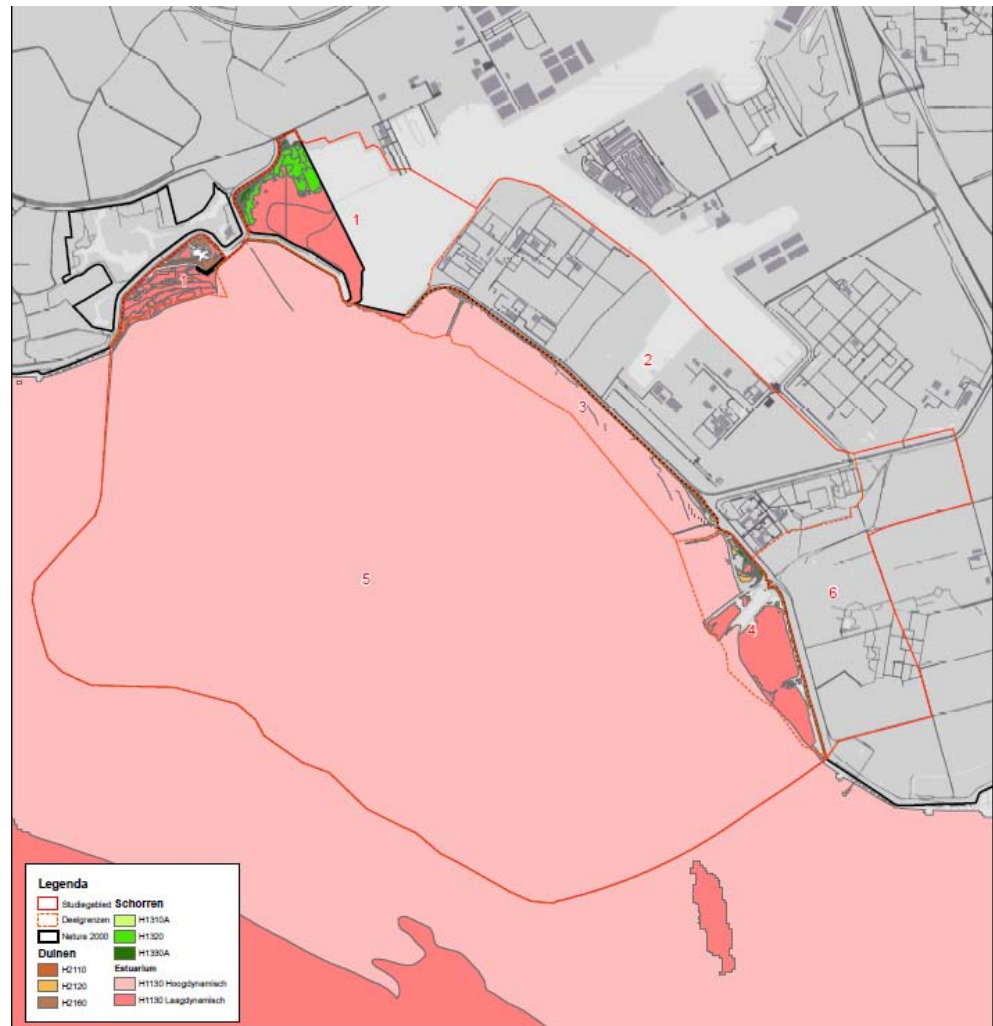 1
1
2
3
5
4
6
Legenda
Studiegebied
Deelgrenzen
Natura 2000
Duinen
H2110
H2120
H2160
Schorren
H1310A
H1320
H1330A
Estuarium
H1130 Hoogdynamisch
H1130 Laagdynamisch